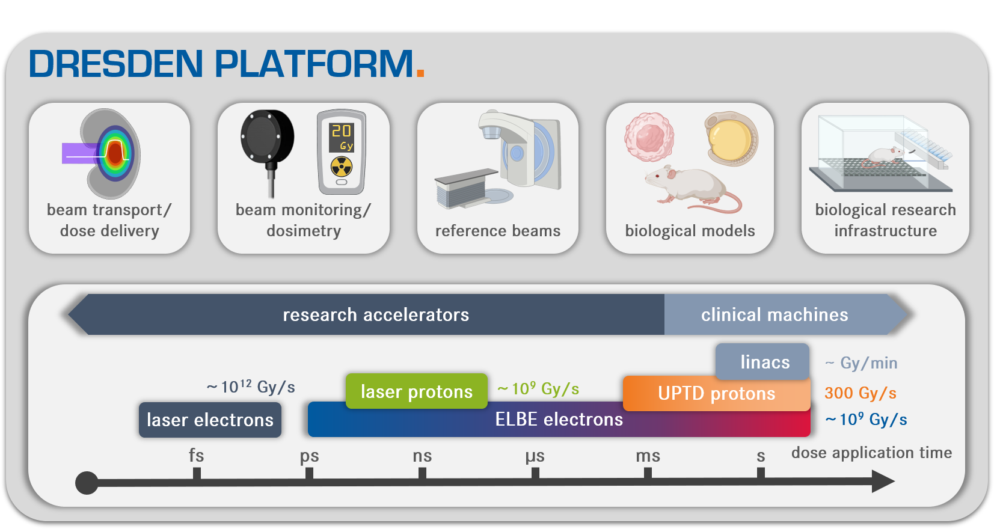 DRESDEN PLATFORM.
20
Gy
beam transport/
dose delivery
beam monitoring/
dosimetry
reference beams
biological models
biological research
infrastructure
research accelerators
clinical machines
linacs
~ Gy/min
~10¹² Gy/s
laser protons
~10⁹ Gy/s
UPTD protons
300 Gy/s
laser electrons
ELBE electrons
~10⁹ Gy/s
fs
ps
ns
µs
ms
s
dose application time